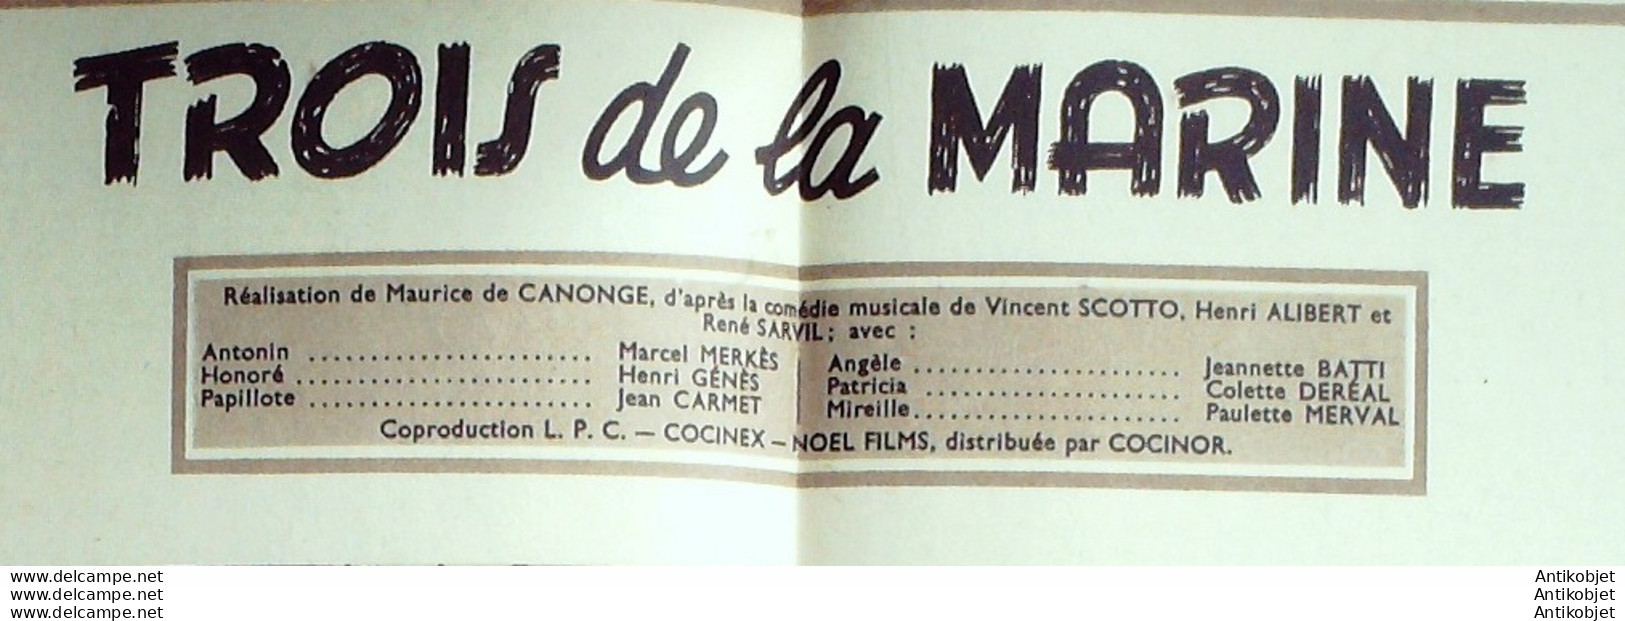 TROIS de la MARINE
Réalisation de Maurice de CANONGE, d'après la comédie musicale de Vincent SCOTTO, Henri ALIBERT et
René SARVIL; avec :
Antonin ........................ Marcel MERKÈS
Honoré ........................ Henri GÉNÈS
Papillote ........................ Jean CARMET
Angèle ...................... Jeannette BATTI
Patricia ...................... Colette DERÉAL
Mireille...................... Paulette MERVAL
Coproduction L. P. C. — COCINEX — NOEL FILMS, distribuée par COCINOR.
www.delcampe.net
www.delcampe.net
www.delcampe.net
Antikobjet
Antikobjet
Antikobjet